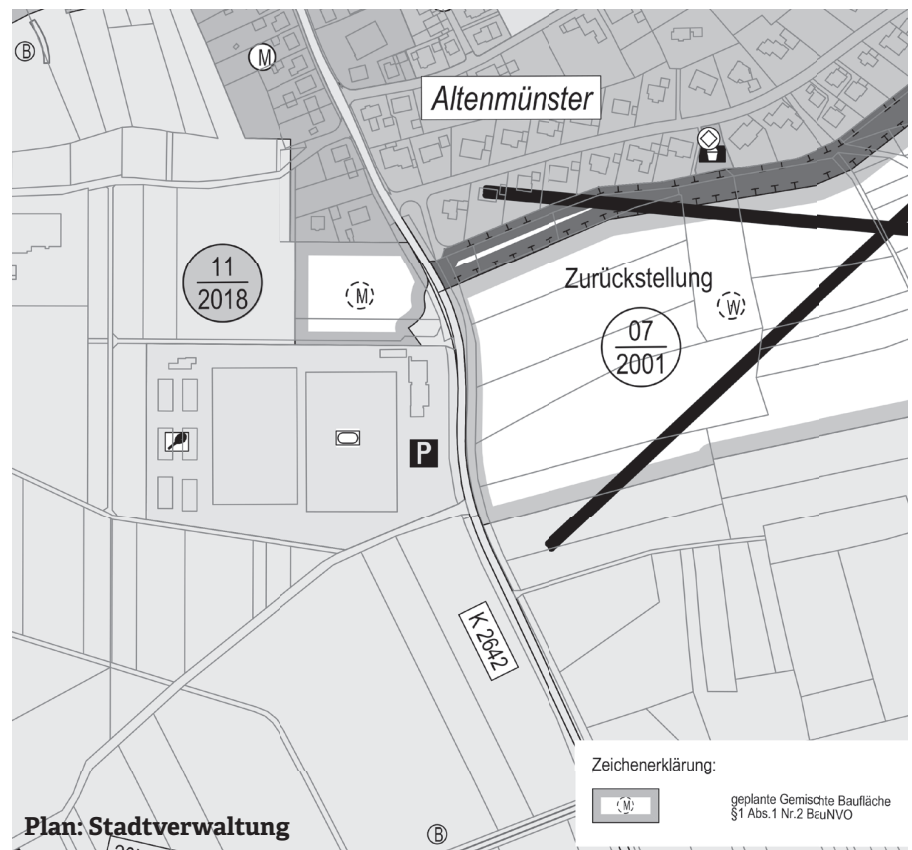 B
M
Altenmünster
11
2018
M
Zurückstellung
W
07
2001
P
K 2642
Zeichenerklärung:
M
geplante Gemischte Baufläche
§1 Abs.1 Nr.2 BauNVO
Plan: Stadtverwaltung
B